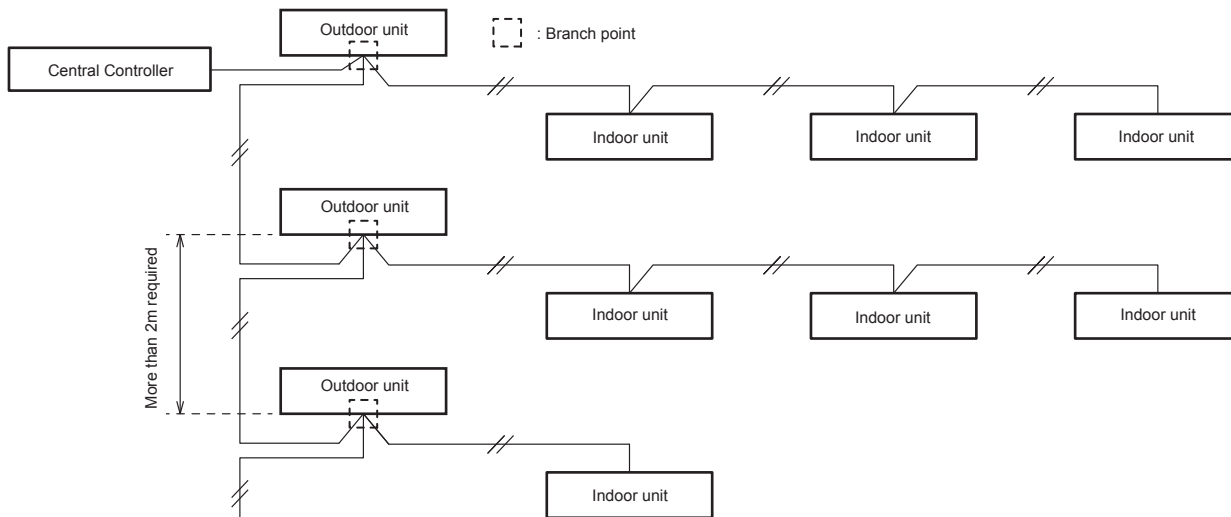 Outdoor unit
: Branch point
Central Controller
Indoor unit
Indoor unit
Indoor unit
Outdoor unit
More than 2m required
Indoor unit
Indoor unit
Indoor unit
Outdoor unit
Indoor unit